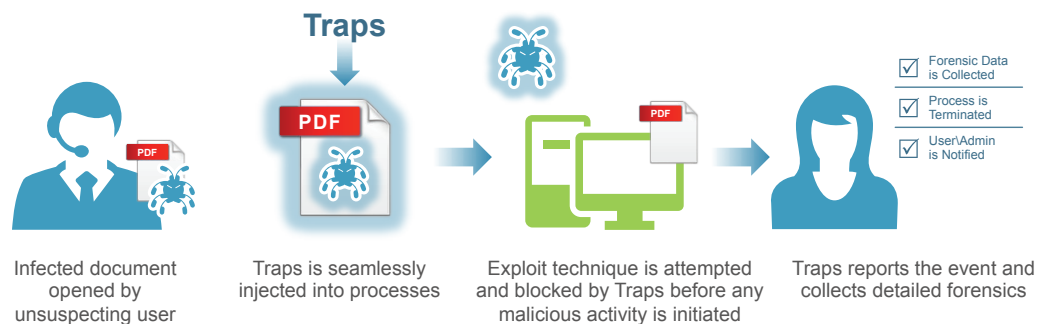 Traps
PDF
PDF
PDF
Forensic Data
is Collected
Process is
Terminated
User\Admin
is Notified
Infected document
opened by
unsuspecting user
Traps is seamlessly
injected into processes
Exploit technique is attempted
and blocked by Traps before any
malicious activity is initiated
Traps reports the event and
collects detailed forensics